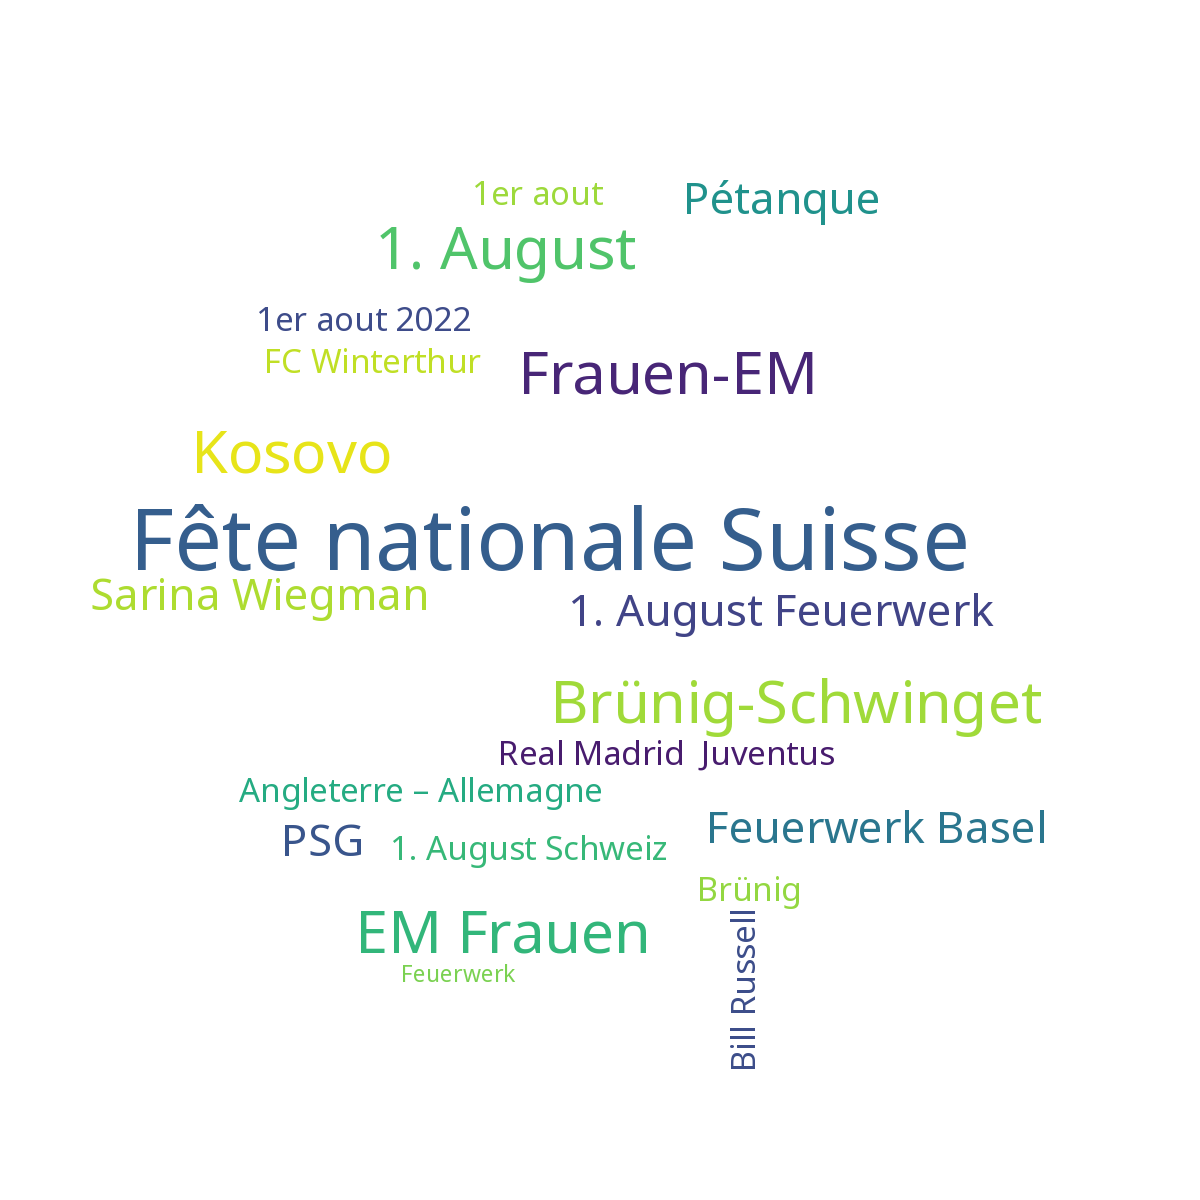 1er aout
Pétanque
1. August
1er aout 2022
FC Winterthur
Frauen-EM
Kosovo
Fête nationale Suisse
Sarina Wiegman
1. August Feuerwerk
Brünig-Schwinget
Real Madrid
Juventus
Angleterre – Allemagne
Feuerwerk Basel
PSG
1. August Schweiz
Brünig
EM Frauen
Feuerwerk
Bill Russell